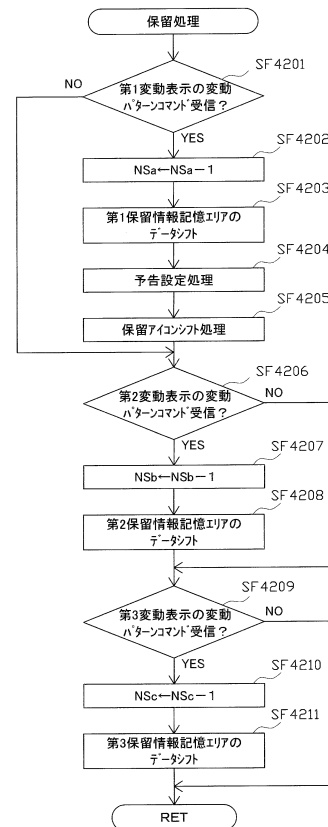 保留処理
SF4201
第1変動表示の変動
パターンコマンド受信?
NO
YES
SF4202
NSa←NSa−1
SF4203
第1保留情報記憶エリアの
データシフト
SF4204
予告設定処理
SF4205
保留アイコンシフト処理
SF4206
第2変動表示の変動
パターンコマンド受信?
NO
YES
SF4207
NSb←NSb−1
SF4208
第2保留情報記憶エリアの
データシフト
SF4209
第3変動表示の変動
パターンコマンド受信?
NO
YES
SF4210
NSc←NSc−1
SF4211
第3保留情報記憶エリアの
データシフト
RET